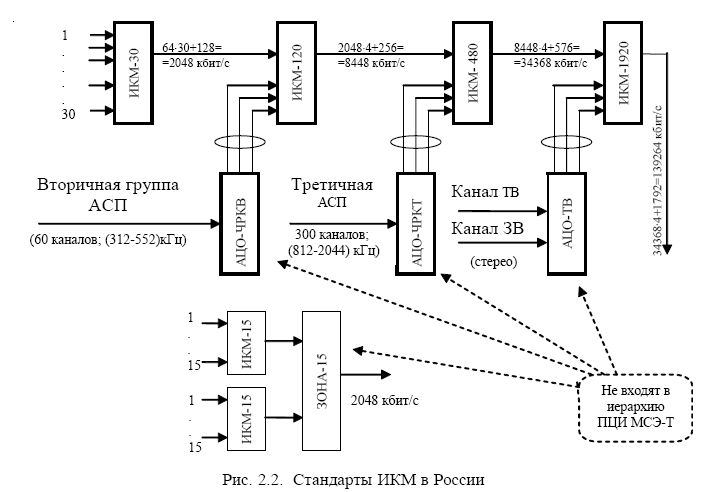 1
.
.
.
30
ИКМ-30
64·30+128=
=2048 кбит/с
ИКМ-120
2048·4+256=
=8448 кбит/с
ИКМ- 480
8448·4+576=
=34368 кбит/с
ИКМ-1920
34368·4+1792=139264 кбит/с
Вторичная группа
АСП
(60 каналов; (312-552)кГц)
АЦО-ЧРКВ
Третичная
АСП
300 каналов;
(812-2044) кГц)
АЦО-ЧРКТ
Канал ТВ
Канал ЗВ
(стерео)
АЦО-ТВ
1
.
.
15
ИКМ-15
1
.
.
15
ИКМ-15
ЗОНА-15
2048 кбит/с
Не входят в
иерархию
ПЦИ МСЭ-Т
Рис. 2.2. Стандарты ИКМ в России